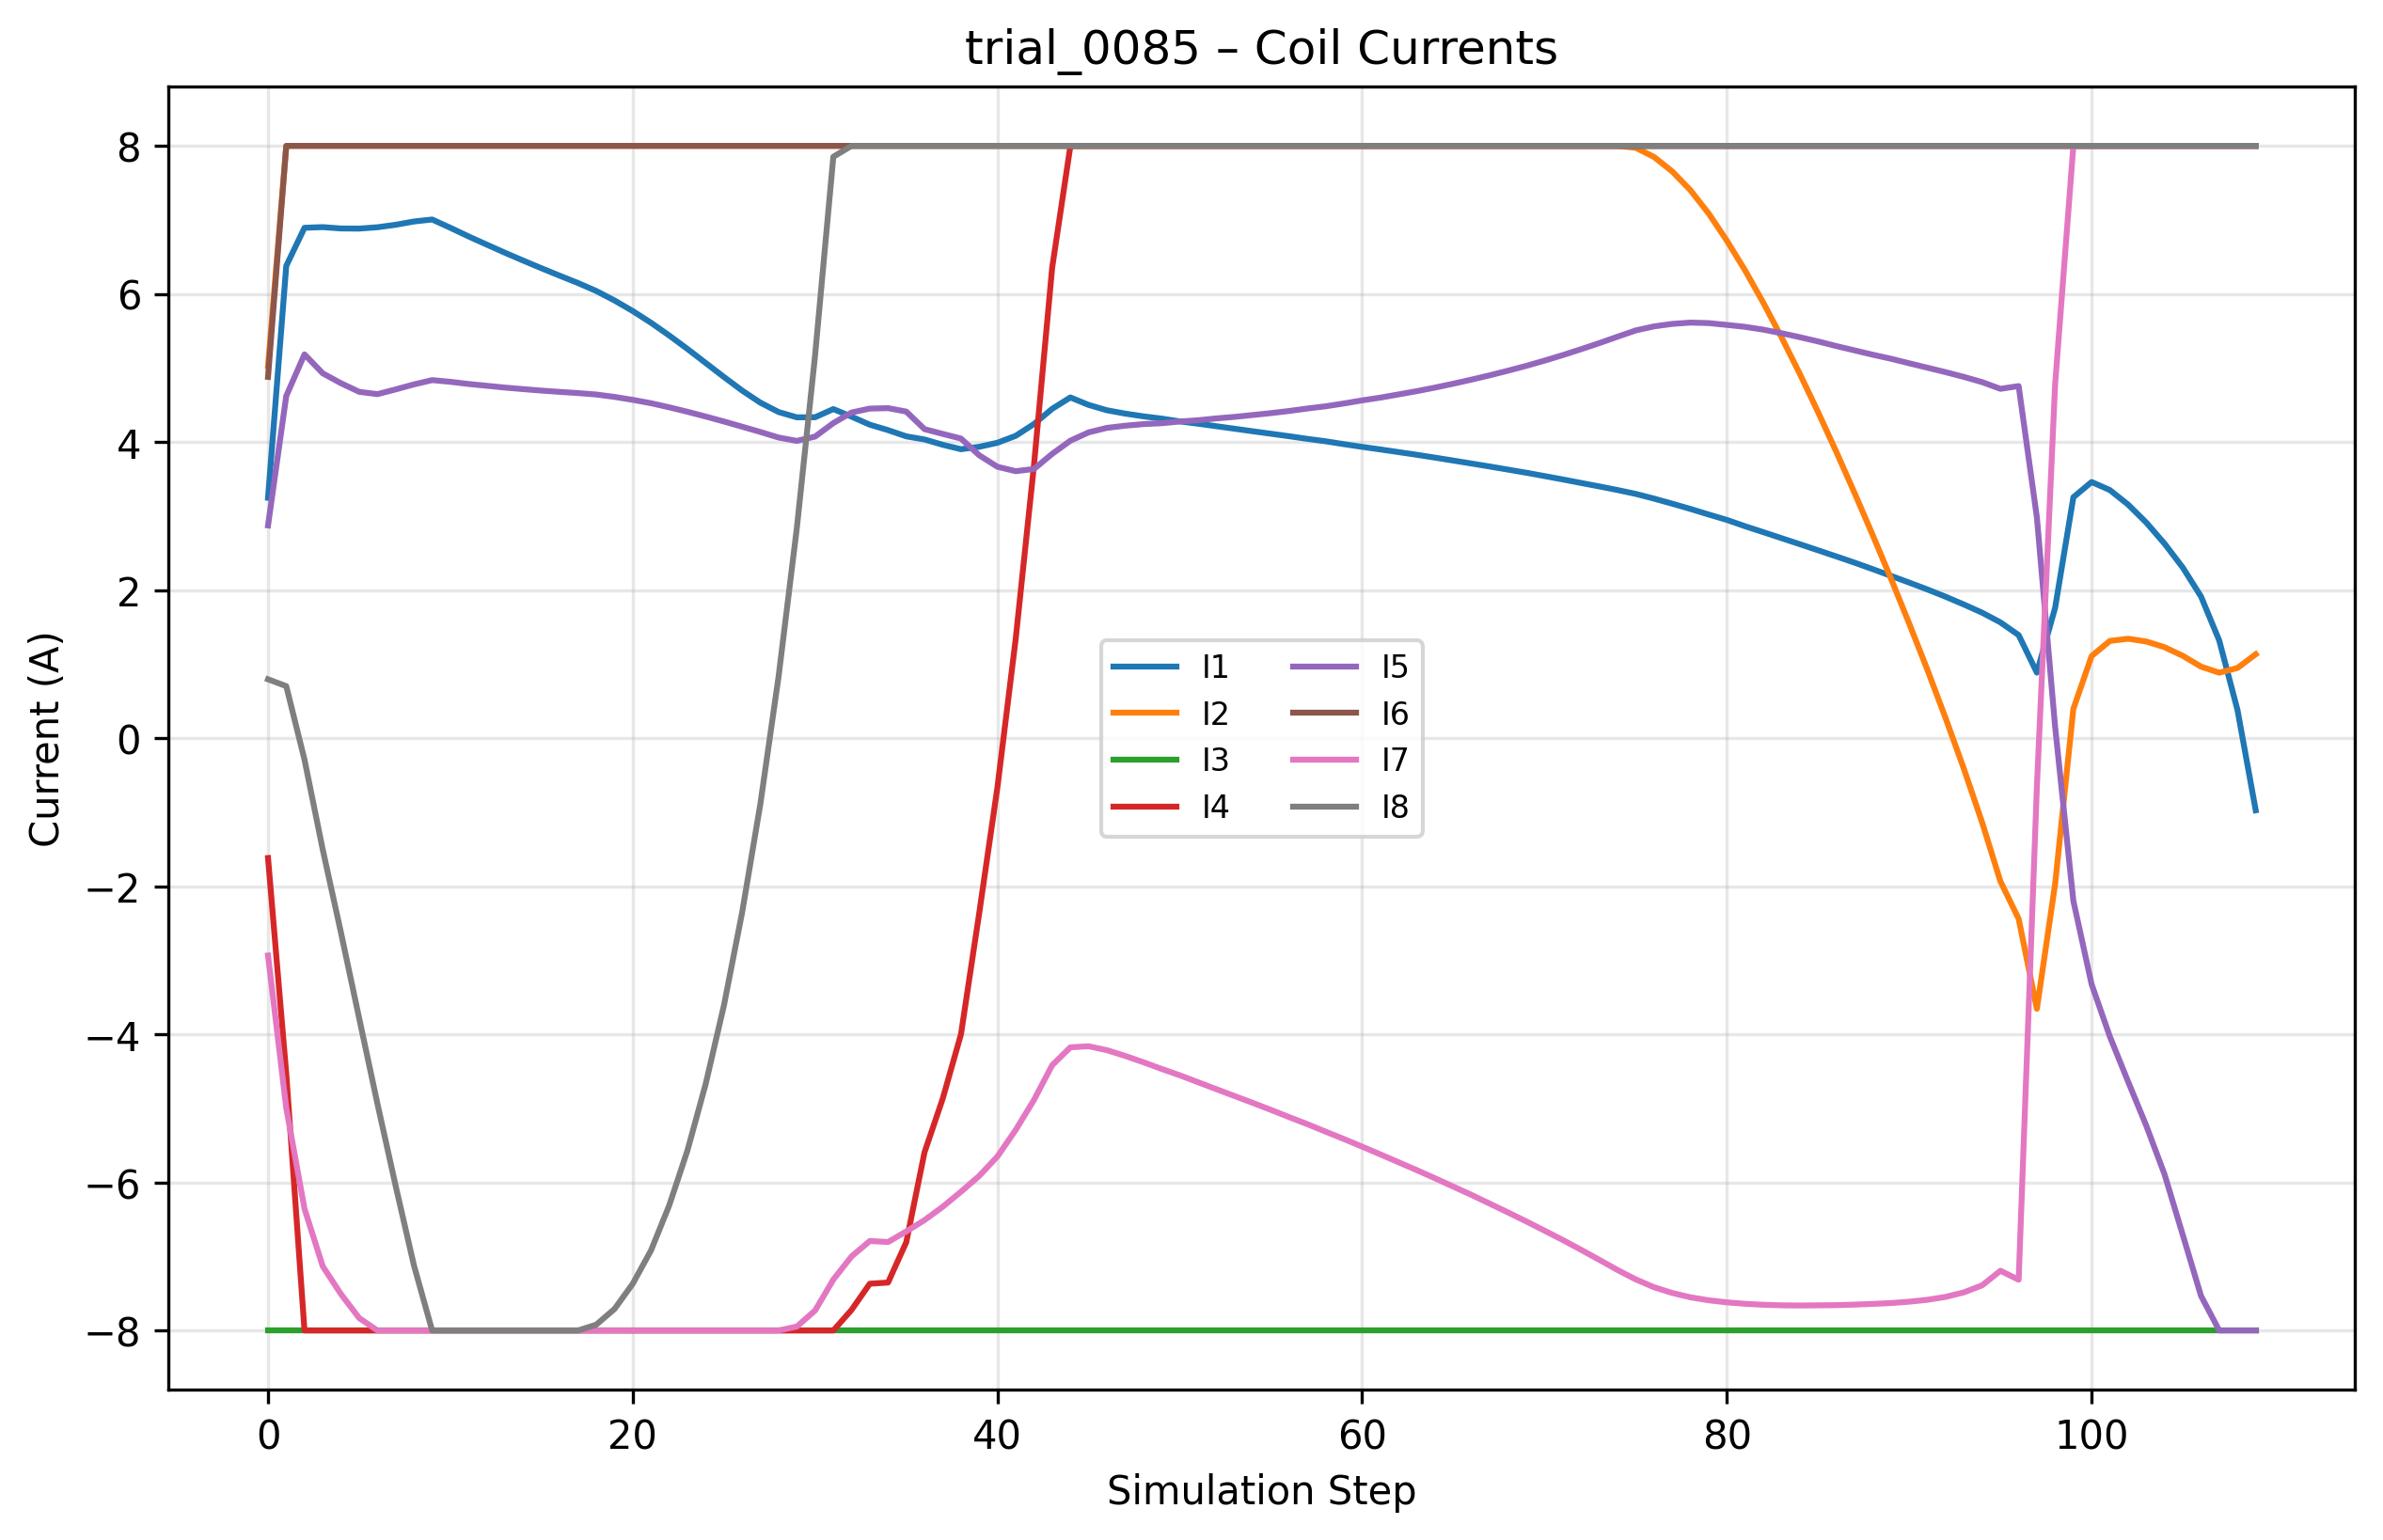 trial_0085 – Coil Currents
Current (A)
8
6
4
2
0
−2
−4
−6
−8
I1 I5
I2 I6
I3 I7
I4 I8
0 20 40 60 80 100
Simulation Step